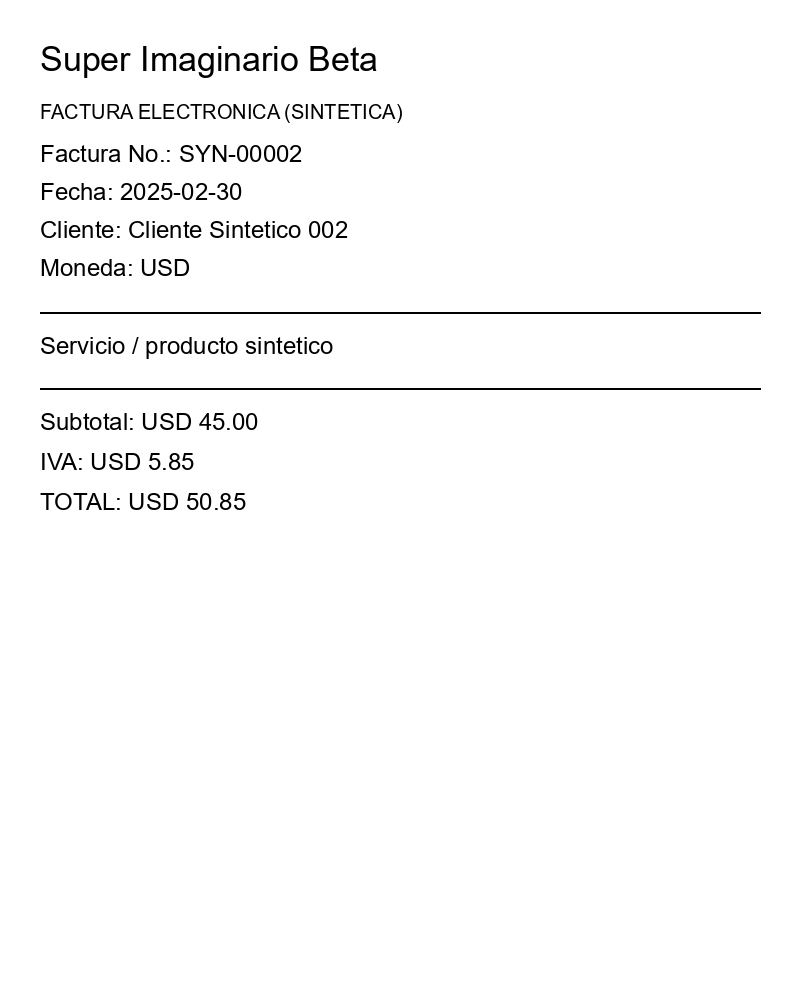 Super Imaginario Beta
FACTURA ELECTRONICA (SINTETICA)
Factura No.: SYN-00002
Fecha: 2025-02-30
Cliente: Cliente Sintetico 002
Moneda: USD
Servicio / producto sintetico
Subtotal: USD 45.00
IVA: USD 5.85
TOTAL: USD 50.85